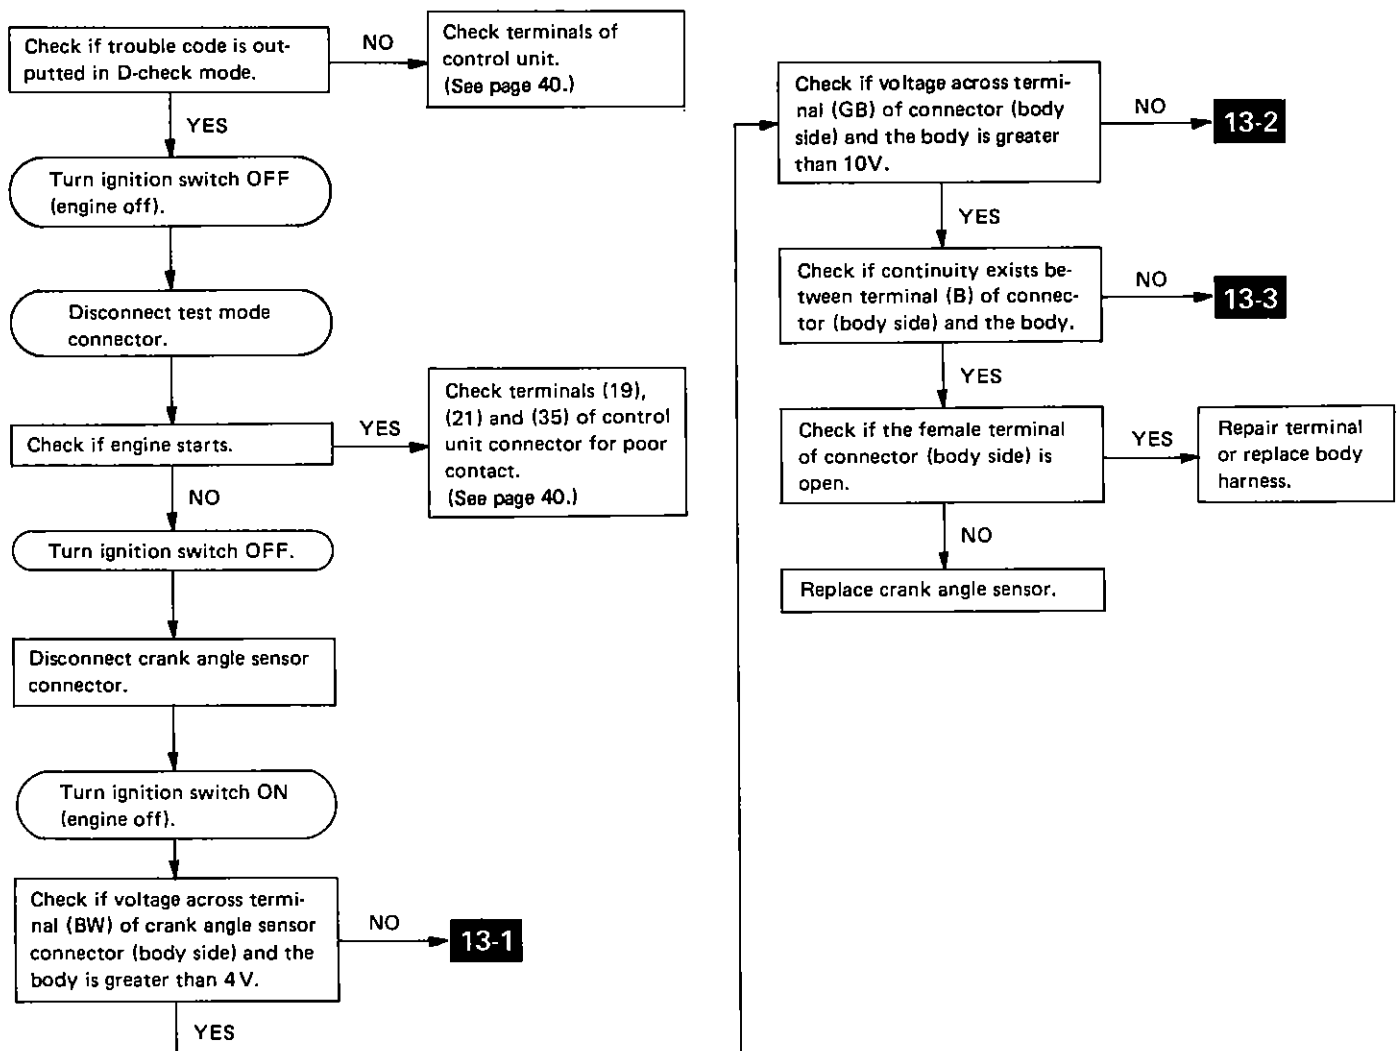 Check if trouble code is out-
putted in D-check mode.
NO
Check terminals of
control unit.
(See page 40.)
YES
Turn ignition switch OFF
(engine off).
Disconnect test mode
connector.
Check if engine starts.
YES
Check terminals (19),
(21) and (35) of control
unit connector for poor
contact.
(See page 40.)
NO
Turn ignition switch OFF.
Disconnect crank angle sensor
connector.
Turn ignition switch ON
(engine off).
Check if voltage across termi-
nal (BW) of crank angle sensor
connector (body side) and the
body is greater than 4V.
NO
13-1
YES
Check if voltage across termi-
nal (GB) of connector (body
side) and the body is greater
than 10V.
NO
13-2
YES
Check if continuity exists be-
tween terminal (B) of connec-
tor (body side) and the body.
NO
13-3
YES
Check if the female terminal
of connector (body side) is
open.
YES
Repair terminal
or replace body
harness.
NO
Replace crank angle sensor.